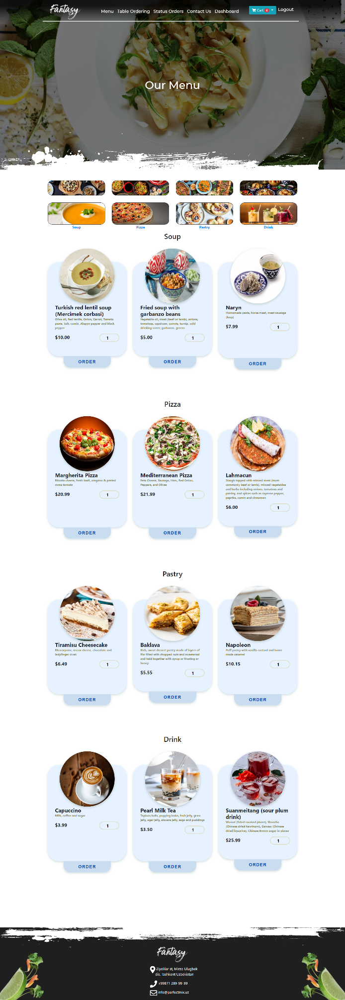 Fantasy
Menu Table Ordering Status Orders Contact Us Dashboard
Cart 0
Logout
Our Menu
Soup Pizza Pastry Drink
Soup
Turkish red lentil soup
(Mercimek corbasi)
Olive oil, Red lentils, Onion, Carrot, Tomato
paste, Salt, cumin, Aleppo pepper and black
pepper
$10.00 1
ORDER
Fried soup with
garbanzo beans
Vegetable oil, meat (beef or lamb), onions,
tomatoes, capsicum, carrots, turnip, cold
drinking water, garbanzo, greens
$5.00 1
ORDER
Naryn
Homemade pasta, horse meat, meat sausage
(kazy)
$7.99 1
ORDER
Pizza
Margherita Pizza
Ricotta cheese, fresh basil, oregano & peeled
roma tomato
$20.99 1
ORDER
Mediterranean Pizza
Feta Cheese, Sausage, Ham, Red Onion,
Peppers, and Olives
$21.99 1
ORDER
Lahmacun
Dough topped with minced meat (most
commonly beef or lamb), minced vegetables
and herbs including onions, tomatoes and
parsley, and spices such as cayenne pepper,
paprika, cumin and cinnamon
$6.00 1
ORDER
Pastry
Tiramisu Cheesecake
Mascarpone, cream cheese, chocolate and
ladyfinger crust
$6.49 1
ORDER
Baklava
Rich, sweet dessert pastry made of layers of
filo filled with chopped nuts and sweetened
and held together with syrup or frosting or
honey
$5.55 1
ORDER
Napoleon
Puff pastry with vanilla custard and home
made caramel
$10.15 1
ORDER
Drink
Capuccino
Milk, coffee and sugar
$3.99 1
ORDER
Pearl Milk Tea
Tapioca balls, popping boba, fruit jelly, grass
jelly, agar jelly, alovera jelly, sago and puddings
$3.50 1
ORDER
Suanmeitang (sour plum
drink)
Wumei (Dried smoked plums), Shanzha
(Chinese dried hawthorn), Gancao (Chinese
dried liquorice), Chinese Brown sugar in pieces
$25.99 1
ORDER
Fantasy
Ziyolilar st, Mirzo Ulugbek
dis. Tashkent Uzbekistan
+99871 289-99-99
info@parfectmix.uz